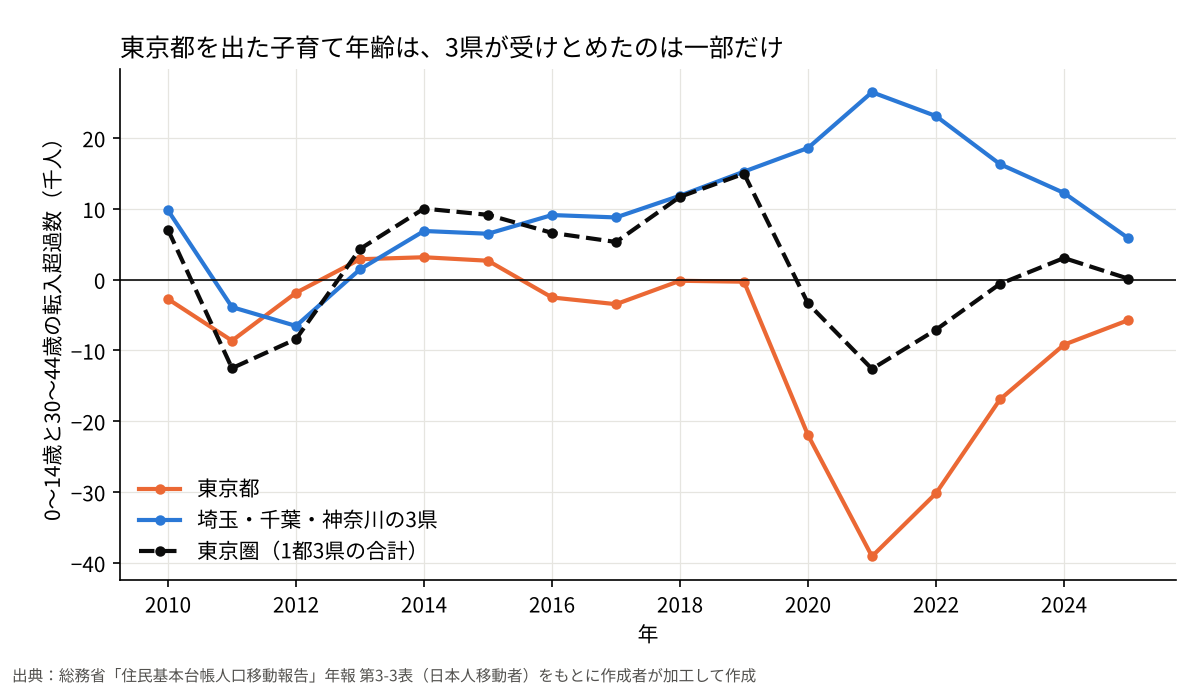 東京都を出た子育て年齢は、3県が受けとめたのは一部だけ
0〜14歳と30〜44歳の転入超過数（千人）
20
10
0
−10
−20
−30
−40
東京都
埼玉・千葉・神奈川の3県
東京圏（1都3県の合計）
2010 2012 2014 2016 2018 2020 2022 2024
年
出典：総務省「住民基本台帳人口移動報告」年報 第3-3表（日本人移動者）をもとに作成者が加工して作成